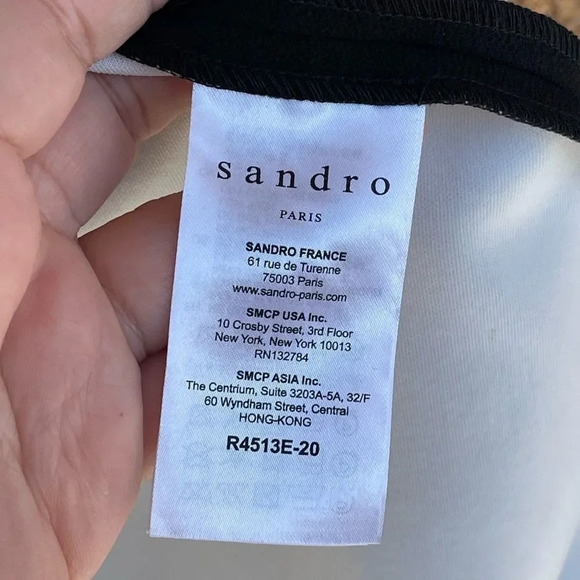 sandro
PARIS
SANDRO FRANCE
61 rue de Turenne
75003 Paris
www.sandro-paris.com
SMCP USA Inc.
10 Crosby Street, 3rd Floor
New York, New York 10013
RN132784
SMCP ASIA Inc.
The Centrium, Suite 3203A-5A, 32/F
60 Wyndham Street, Central
HONG-KONG
R4513E-20